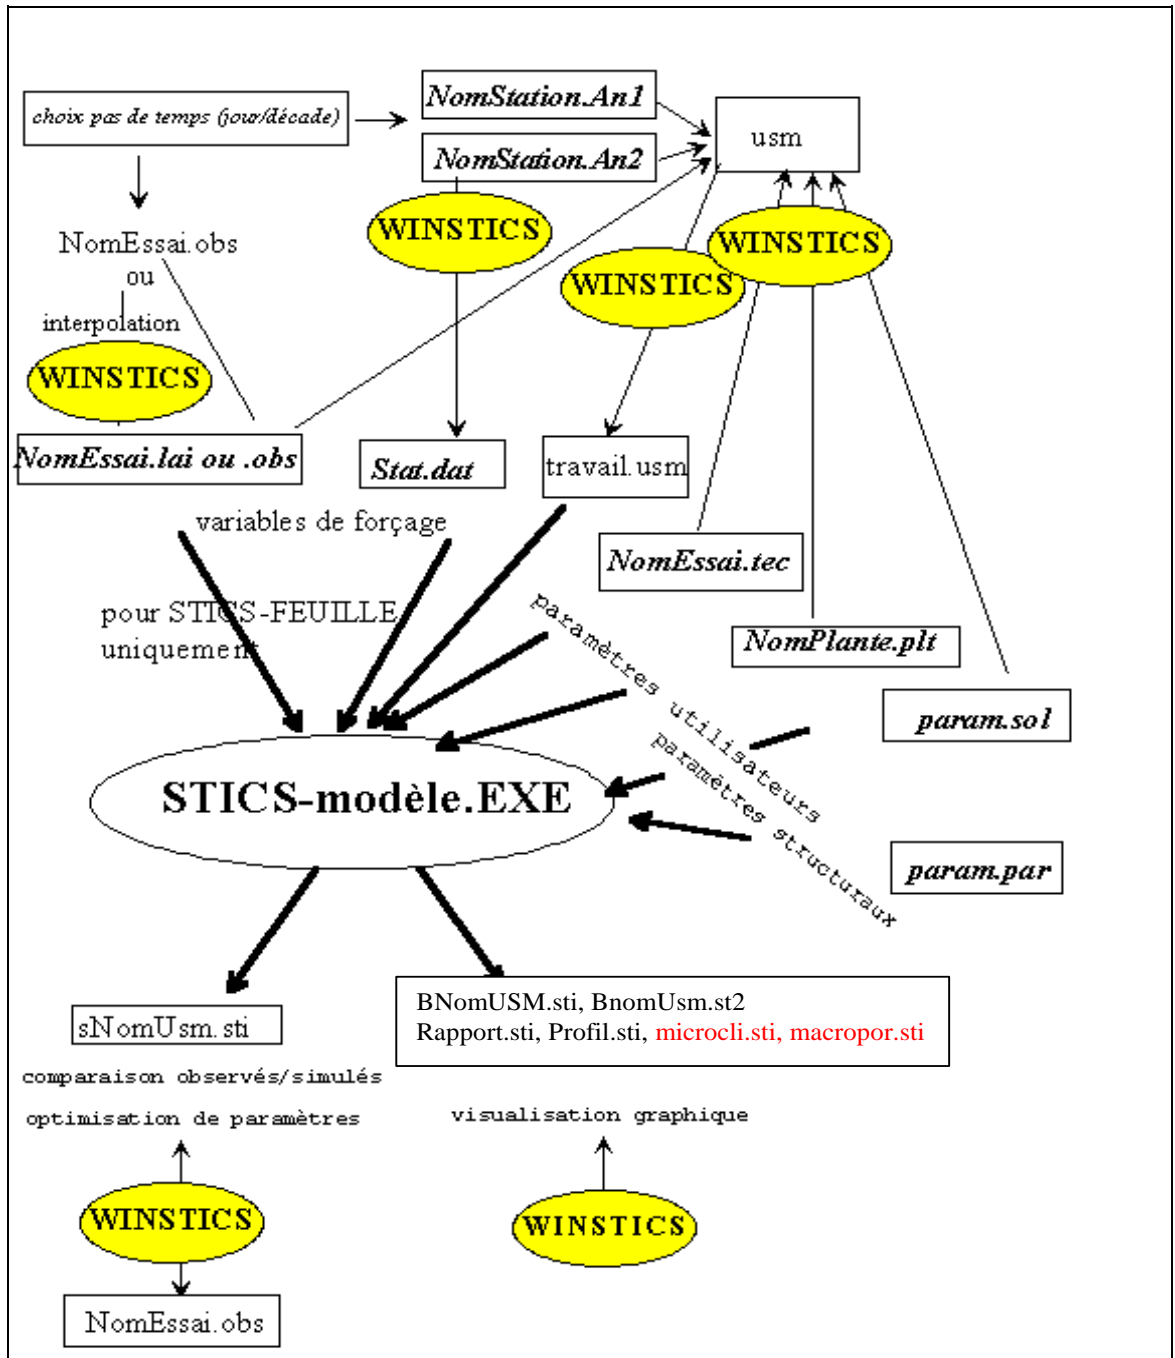 NomStation.An1
choix pas de temps (jour/décade)
usm
NomStation.An2
WINSTICS
WINSTICS
WINSTICS
NomEssai.obs
ou
interpolation
WINSTICS
NomEssai.lai ou .obs
Stat.dat
travail.usm
variables de forçage
NomEssai.tec
pour STICS-FEUILLE
uniquement
paramètres utilisateurs
NomPlante.plt
param.sol
paramètres structuraux
STICS-modèle.EXE
param.par
sNomUsm.sti
BNomUSM.sti, BnomUsm.st2
Rapport.sti, Profil.sti, microcli.sti, macropor.sti
comparaison observés/simulés
optimisation de paramètres
visualisation graphique
WINSTICS
WINSTICS
NomEssai.obs